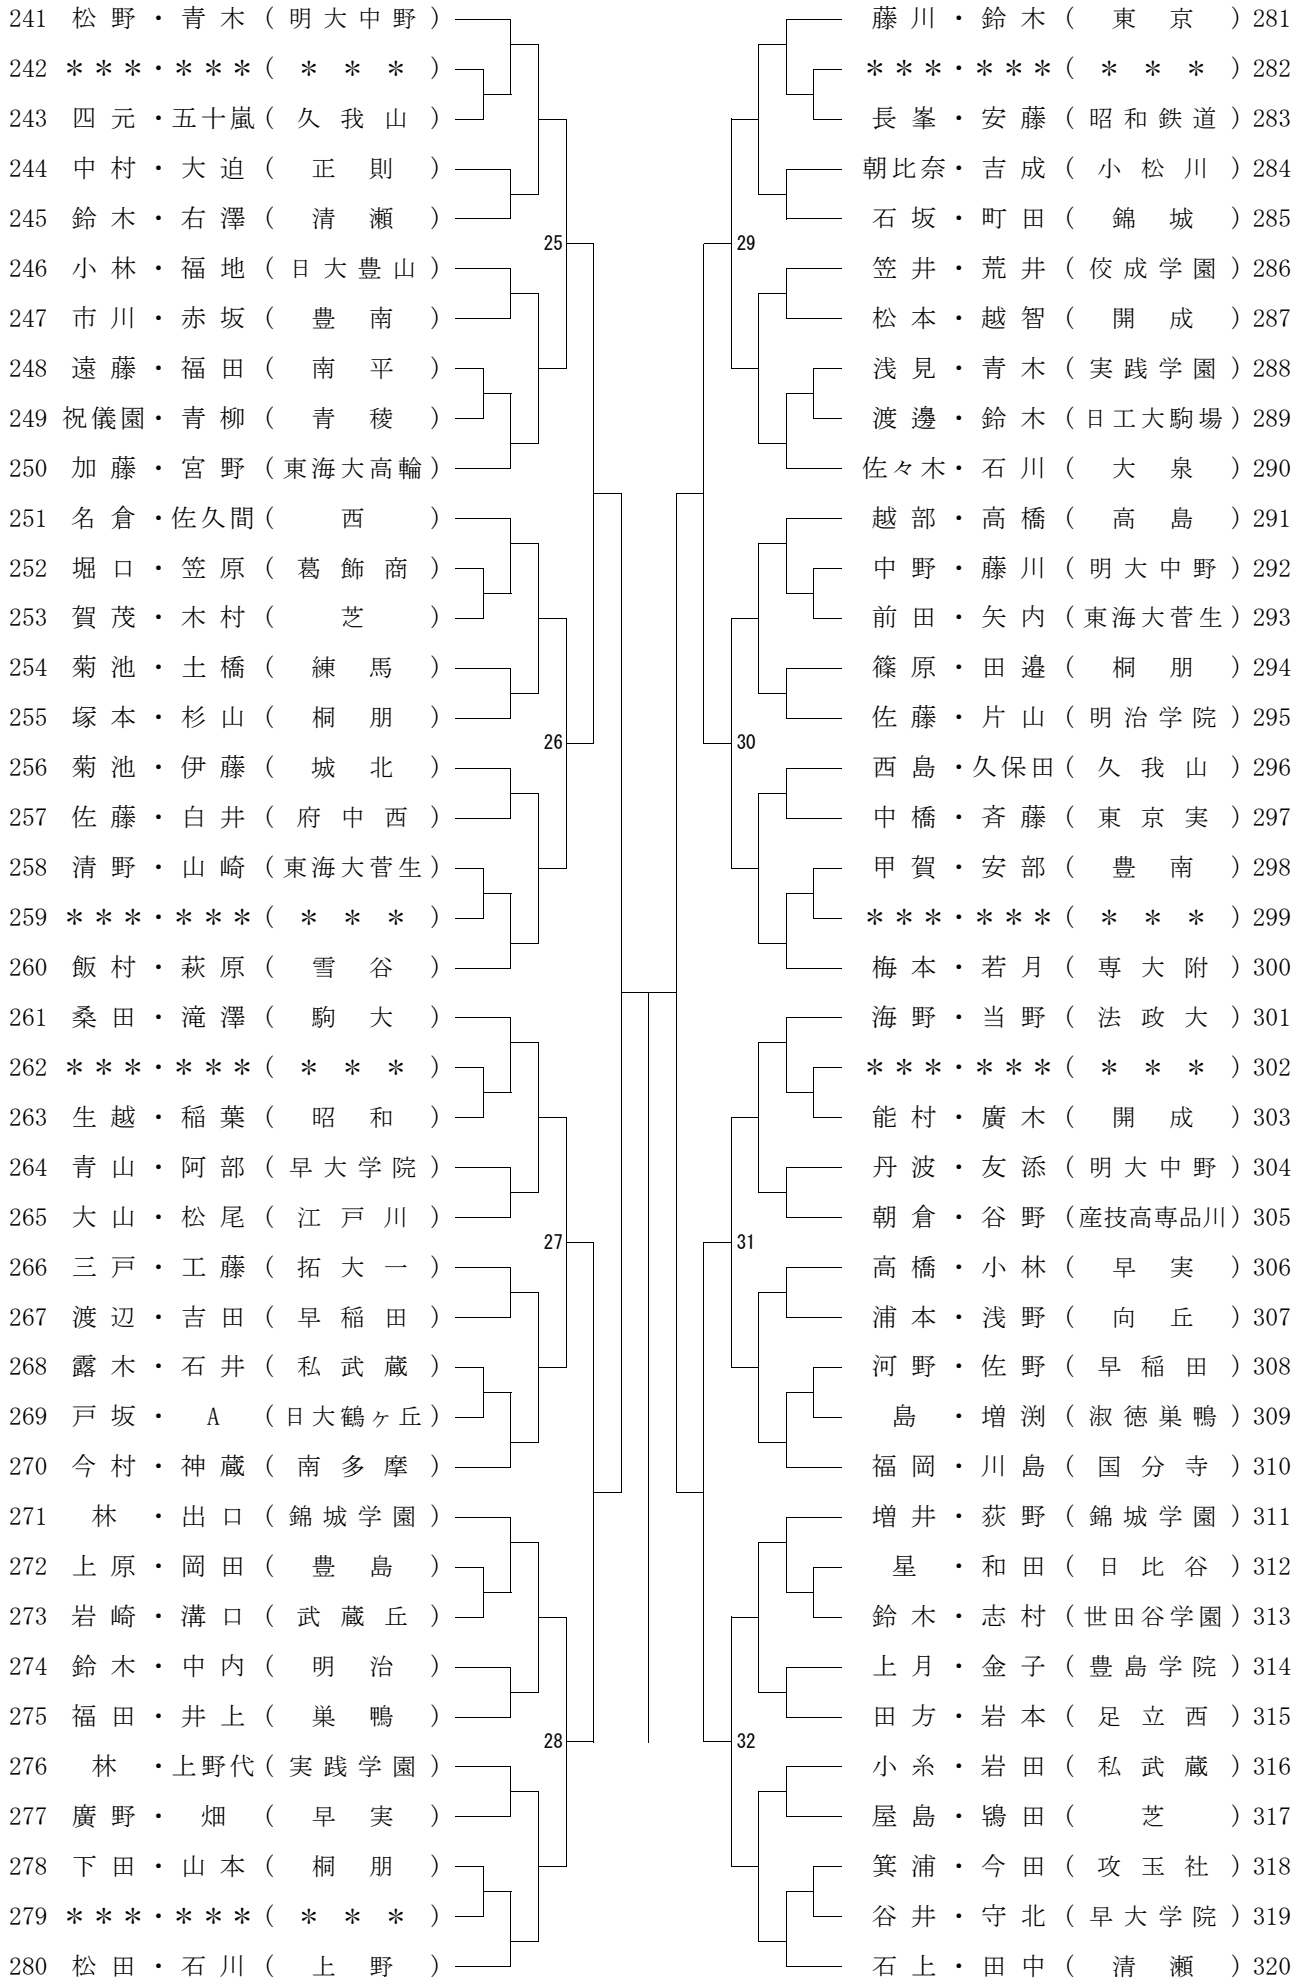 241 松野・青木(明大中野)
242 ***・***(***)
243 四元・五十嵐(久我山)
244 中村・大迫(正則)
245 鈴木・右澤(清瀬)
25
246 小林・福地(日大豊山)
247 市川・赤坂(豊南)
248 遠藤・福田(南平)
249 祝儀園・青柳(青稜)
250 加藤・宮野(東海大高輪)
251 名倉・佐久間(西)
252 堀口・笠原(葛飾商)
253 賀茂・木村(芝)
254 菊池・土橋(練馬)
255 塚本・杉山(桐朋)
26
256 菊池・伊藤(城北)
257 佐藤・白井(府中西)
258 清野・山崎(東海大菅生)
259 ***・***(***)
260 飯村・萩原(雪谷)
261 桑田・滝澤(駒大)
262 ***・***(***)
263 生越・稲葉(昭和)
264 青山・阿部(早大学院)
265 大山・松尾(江戸川)
27
266 三戸・工藤(拓大一)
267 渡辺・吉田(早稲田)
268 露木・石井(私武蔵)
269 戸坂・A(日大鶴ヶ丘)
270 今村・神蔵(南多摩)
271 林・出口(錦城学園)
272 上原・岡田(豊島)
273 岩崎・溝口(武蔵丘)
274 鈴木・中内(明治)
275 福田・井上(巣鴨)
28
276 林・上野代(実践学園)
277 廣野・畑(早実)
278 下田・山本(桐朋)
279 ***・***(***)
280 松田・石川(上野)
藤川・鈴木(東京)281
***・***(***)282
長峯・安藤(昭和鉄道)283
朝比奈・吉成(小松川)284
石坂・町田(錦城)285
29
笠井・荒井(佼成学園)286
松本・越智(開成)287
浅見・青木(実践学園)288
渡邊・鈴木(日工大駒場)289
佐々木・石川(大泉)290
越部・高橋(高島)291
中野・藤川(明大中野)292
前田・矢内(東海大菅生)293
篠原・田邉(桐朋)294
佐藤・片山(明治学院)295
30
西島・久保田(久我山)296
中橋・斉藤(東京実)297
甲賀・安部(豊南)298
***・***(***)299
梅本・若月(専大附)300
海野・当野(法政大)301
***・***(***)302
能村・廣木(開成)303
丹波・友添(明大中野)304
朝倉・谷野(産技高専品川)305
31
高橋・小林(早実)306
浦本・浅野(向丘)307
河野・佐野(早稲田)308
島・増渕(淑徳巣鴨)309
福岡・川島(国分寺)310
増井・荻野(錦城学園)311
星・和田(日比谷)312
鈴木・志村(世田谷学園)313
上月・金子(豊島学院)314
田方・岩本(足立西)315
32
小糸・岩田(私武蔵)316
屋島・鴇田(芝)317
箕浦・今田(攻玉社)318
谷井・守北(早大学院)319
石上・田中(清瀬)320